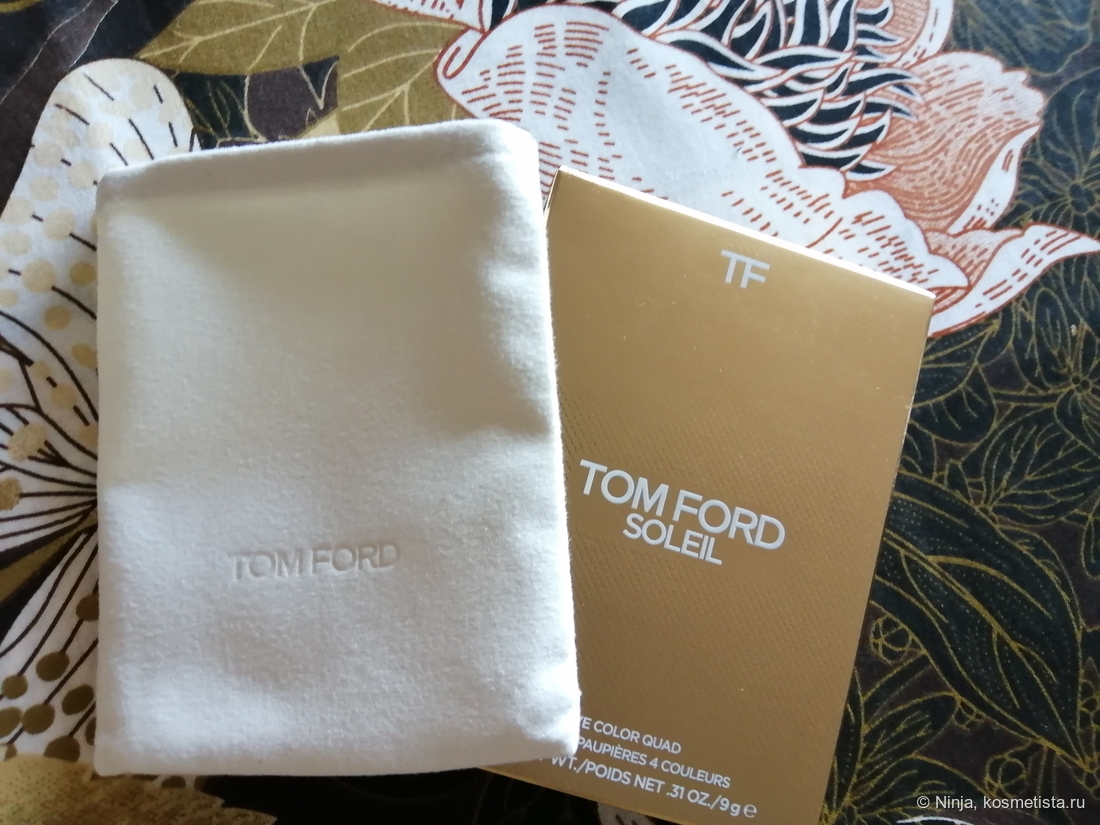 TF
TOM FORD
SOLEIL
TOM FORD
COLOR QUAD
PAUPIÈRES 4 COULEURS
WT./POIDS NET .31 OZ./9g ℮
© Ninja, kosmetista.ru